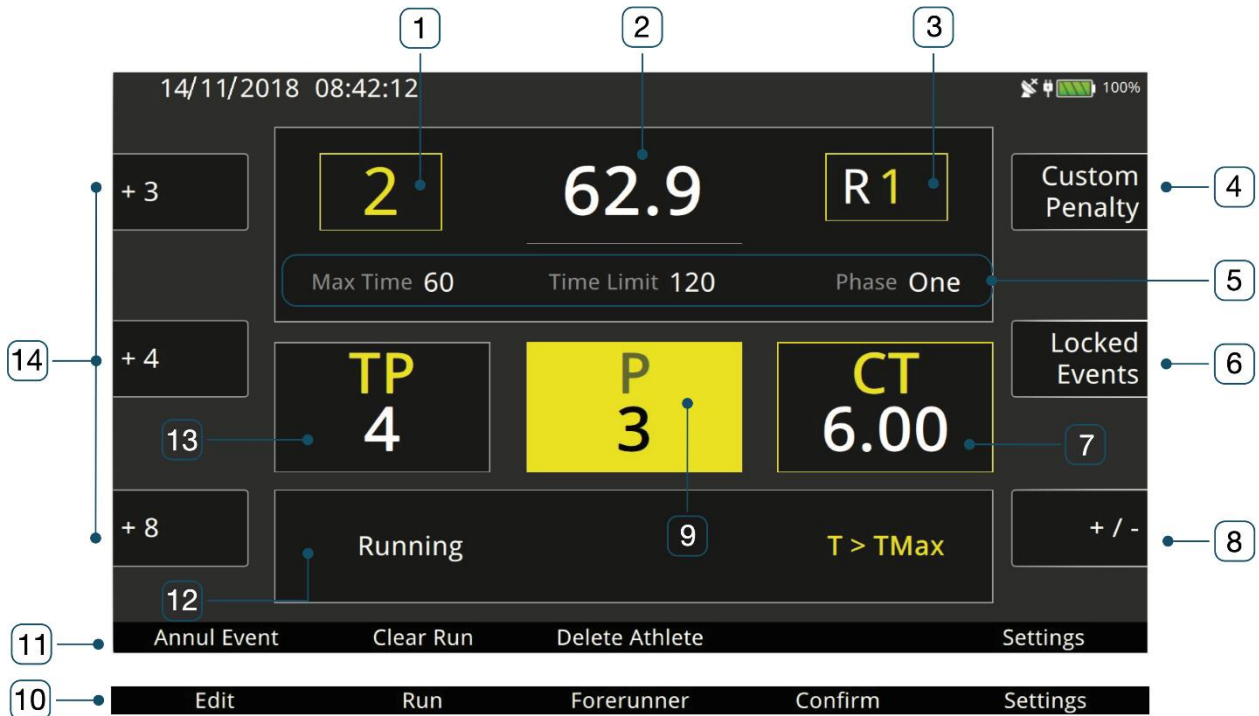 1
2
3
14/11/2018 08:42:12
100%
+ 3
2
62.9
R 1
Custom
Penalty
4
Max Time 60
Time Limit 120
Phase One
5
14
+ 4
TP
4
P
3
CT
6.00
Locked
Events
6
13
7
+ 8
Running
9
T > TMax
+ / -
8
12
11
Annul Event
Clear Run
Delete Athlete
Settings
10
Edit
Run
Forerunner
Confirm
Settings